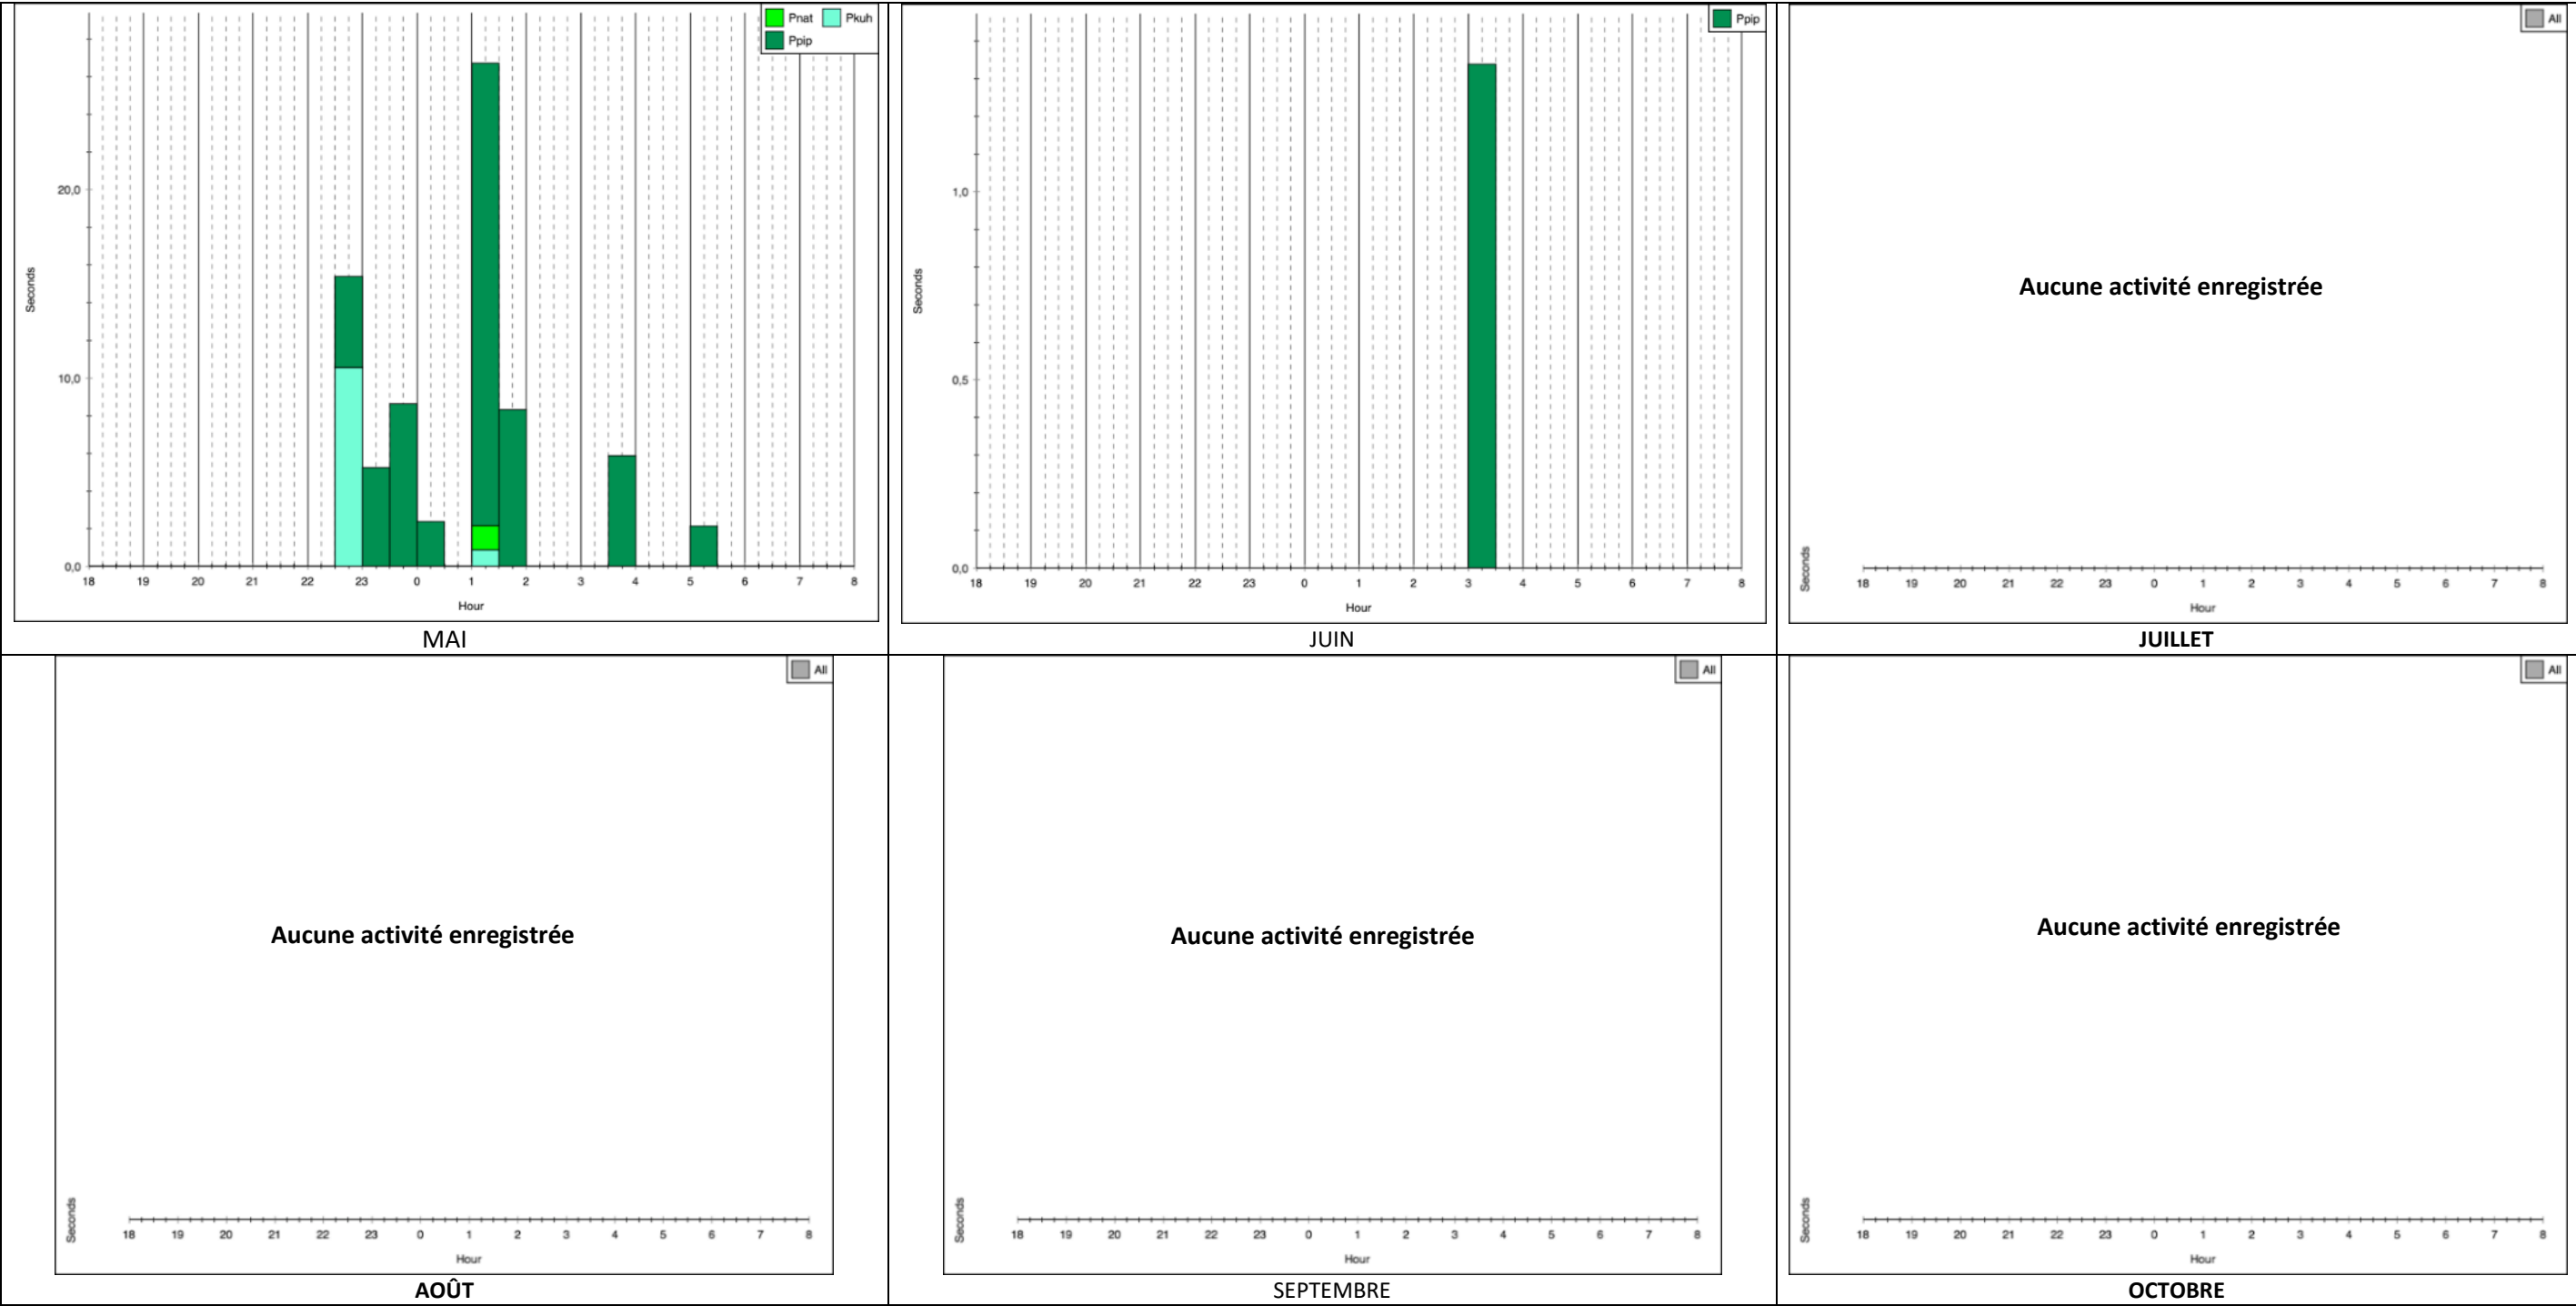 Pnat Pkuh
Ppip
20,0
10,0
0,0
Seconds
18 19 20 21 22 23 0 1 2 3 4 5 6 7 8
Hour
MAI
Ppip
1,0
0,5
0,0
Seconds
18 19 20 21 22 23 0 1 2 3 4 5 6 7 8
Hour
JUIN
All
Aucune activité enregistrée
Seconds
18 19 20 21 22 23 0 1 2 3 4 5 6 7 8
Hour
JUILLET
All
Aucune activité enregistrée
Seconds
18 19 20 21 22 23 0 1 2 3 4 5 6 7 8
Hour
AOÛT
All
Aucune activité enregistrée
Seconds
18 19 20 21 22 23 0 1 2 3 4 5 6 7 8
Hour
SEPTEMBRE
All
Aucune activité enregistrée
Seconds
18 19 20 21 22 23 0 1 2 3 4 5 6 7 8
Hour
OCTOBRE